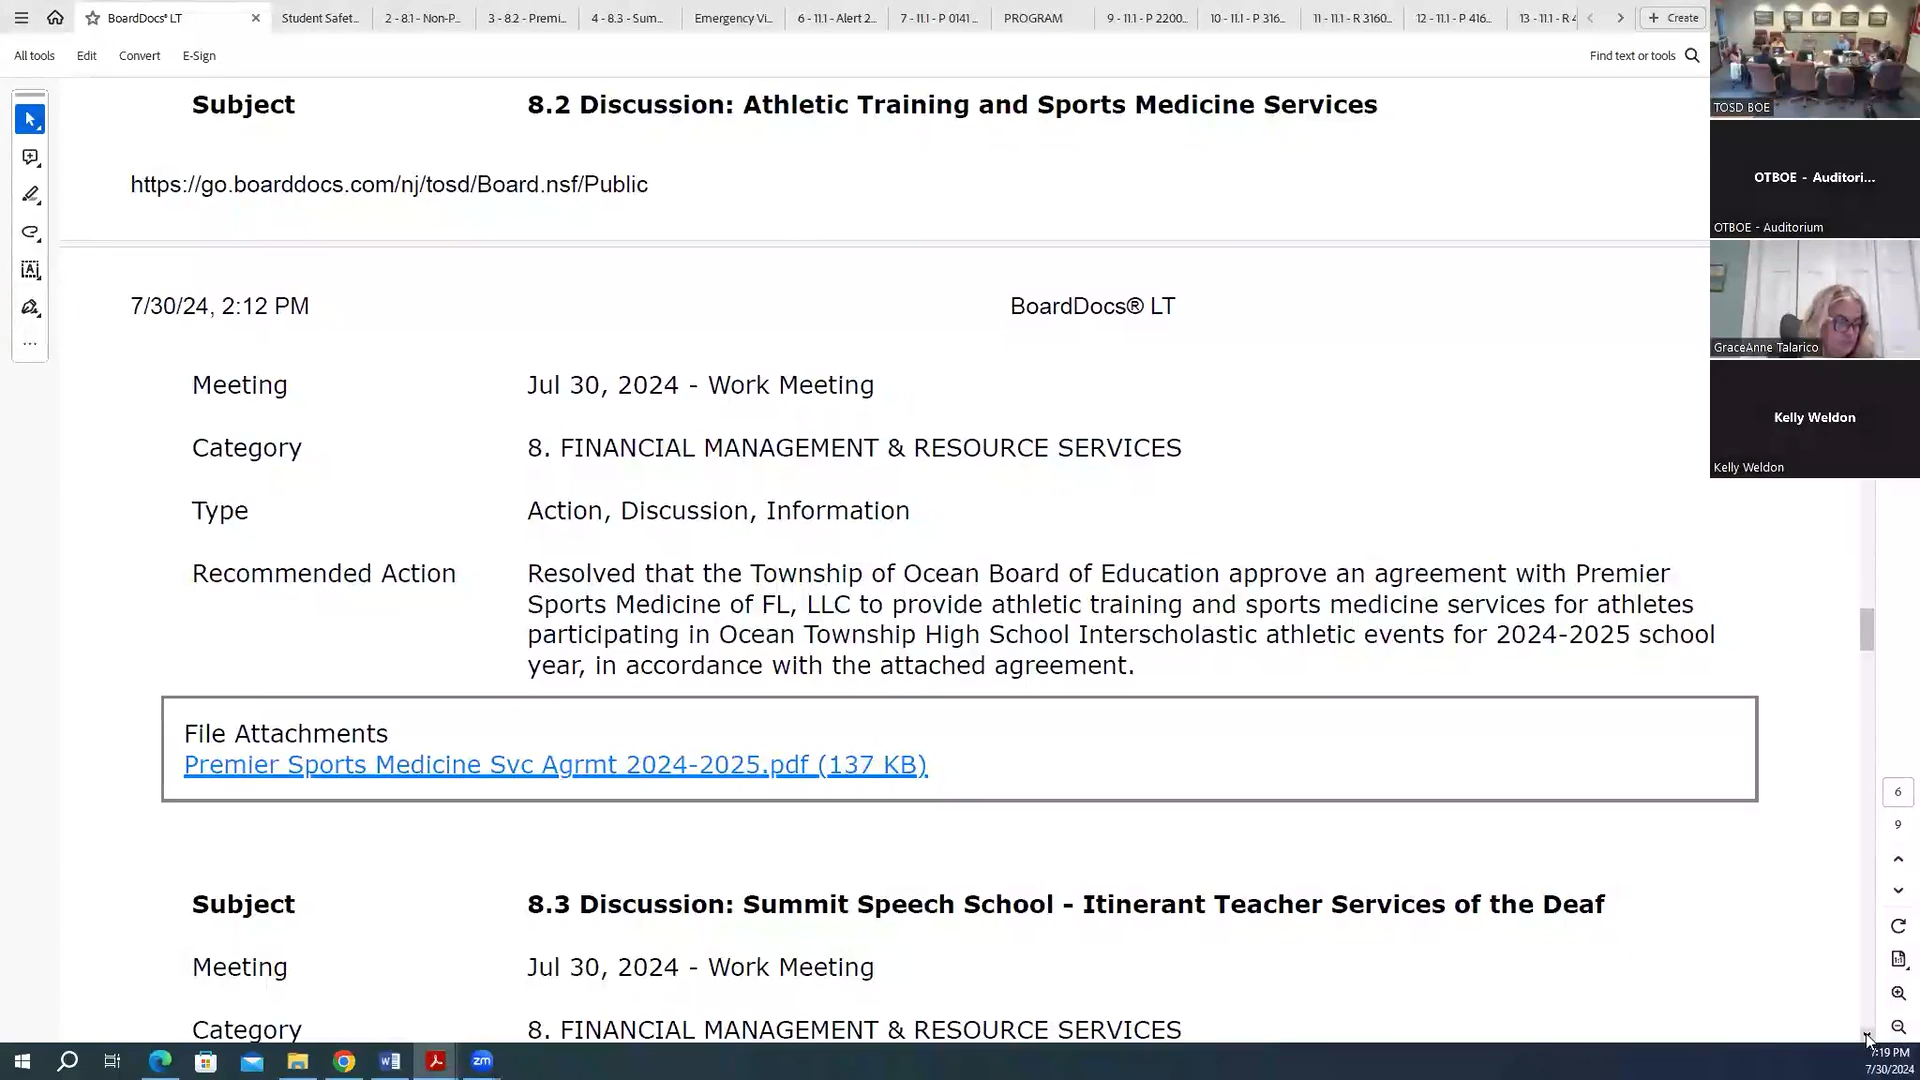 BoardDocs® LT
Student Safet...
2 - 8.1 - Non-P...
3 - 8.2 - Premi...
4 - 8.3 - Sum...
Emergency Vi...
6 - 11.1 - Alert 2...
7 - 11.1 - P 0141 ...
PROGRAM
9 - 11.1 - P 2200...
10 - 11.1 - P 316...
11 - 11.1 - R 3160...
12 - 11.1 - P 416...
13 - 11.1 - R 4
Create
All tools
Edit
Convert
E-Sign
Find text or tools
Subject 8.2 Discussion: Athletic Training and Sports Medicine Services
https://go.boarddocs.com/nj/tosd/Board.nsf/Public
7/30/24, 2:12 PM BoardDocs® LT
Meeting Jul 30, 2024 - Work Meeting
Category 8. FINANCIAL MANAGEMENT & RESOURCE SERVICES
Type Action, Discussion, Information
Recommended Action Resolved that the Township of Ocean Board of Education approve an agreement with Premier
Sports Medicine of FL, LLC to provide athletic training and sports medicine services for athletes
participating in Ocean Township High School Interscholastic athletic events for 2024-2025 school
year, in accordance with the attached agreement.
File Attachments
Premier Sports Medicine Svc Agrmt 2024-2025.pdf (137 KB)
Subject 8.3 Discussion: Summit Speech School - Itinerant Teacher Services of the Deaf
Meeting Jul 30, 2024 - Work Meeting
Category 8. FINANCIAL MANAGEMENT & RESOURCE SERVICES
TOSD BOE
OTBOE - Auditori...
OTBOE - Auditorium
GraceAnne Talarico
Kelly Weldon
Kelly Weldon
6
9
zm
7:19 PM
7/30/2024